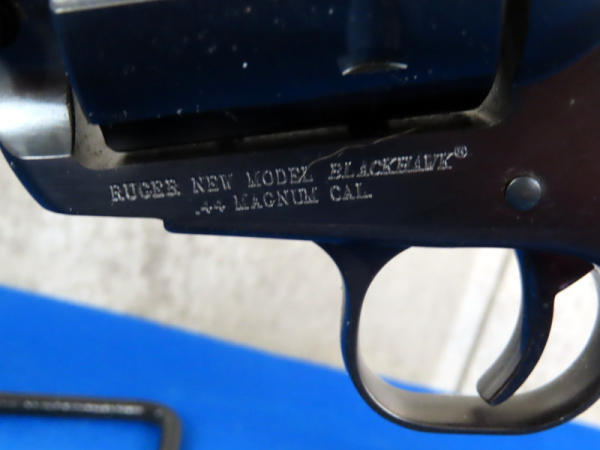 RUGER NEW MODEL BLACKHAWK®
.44 MAGNUM CAL.